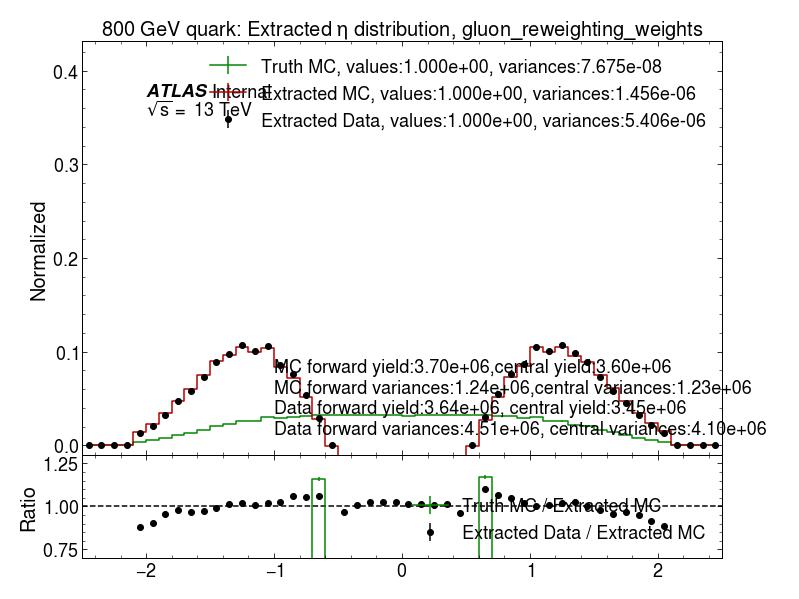 800 GeV quark: Extracted η distribution, gluon_reweighting_weights
Truth MC, values:1.000e+00, variances:7.675e-08
ATLAS Internal
Extracted MC, values:1.000e+00, variances:1.456e-06
√s = 13 TeV
Extracted Data, values:1.000e+00, variances:5.406e-06
Normalized
0.4
0.3
0.2
0.1
0.0
MC forward yield:3.70e+06,central yield:3.60e+06
MC forward variances:1.24e+06,central variances:1.23e+06
Data forward yield:3.64e+06, central yield:3.45e+06
Data forward variances:4.51e+06, central variances:4.10e+06
Ratio
1.25
1.00
0.75
Truth MC / Extracted MC
Extracted Data / Extracted MC
−2 −1 0 1 2